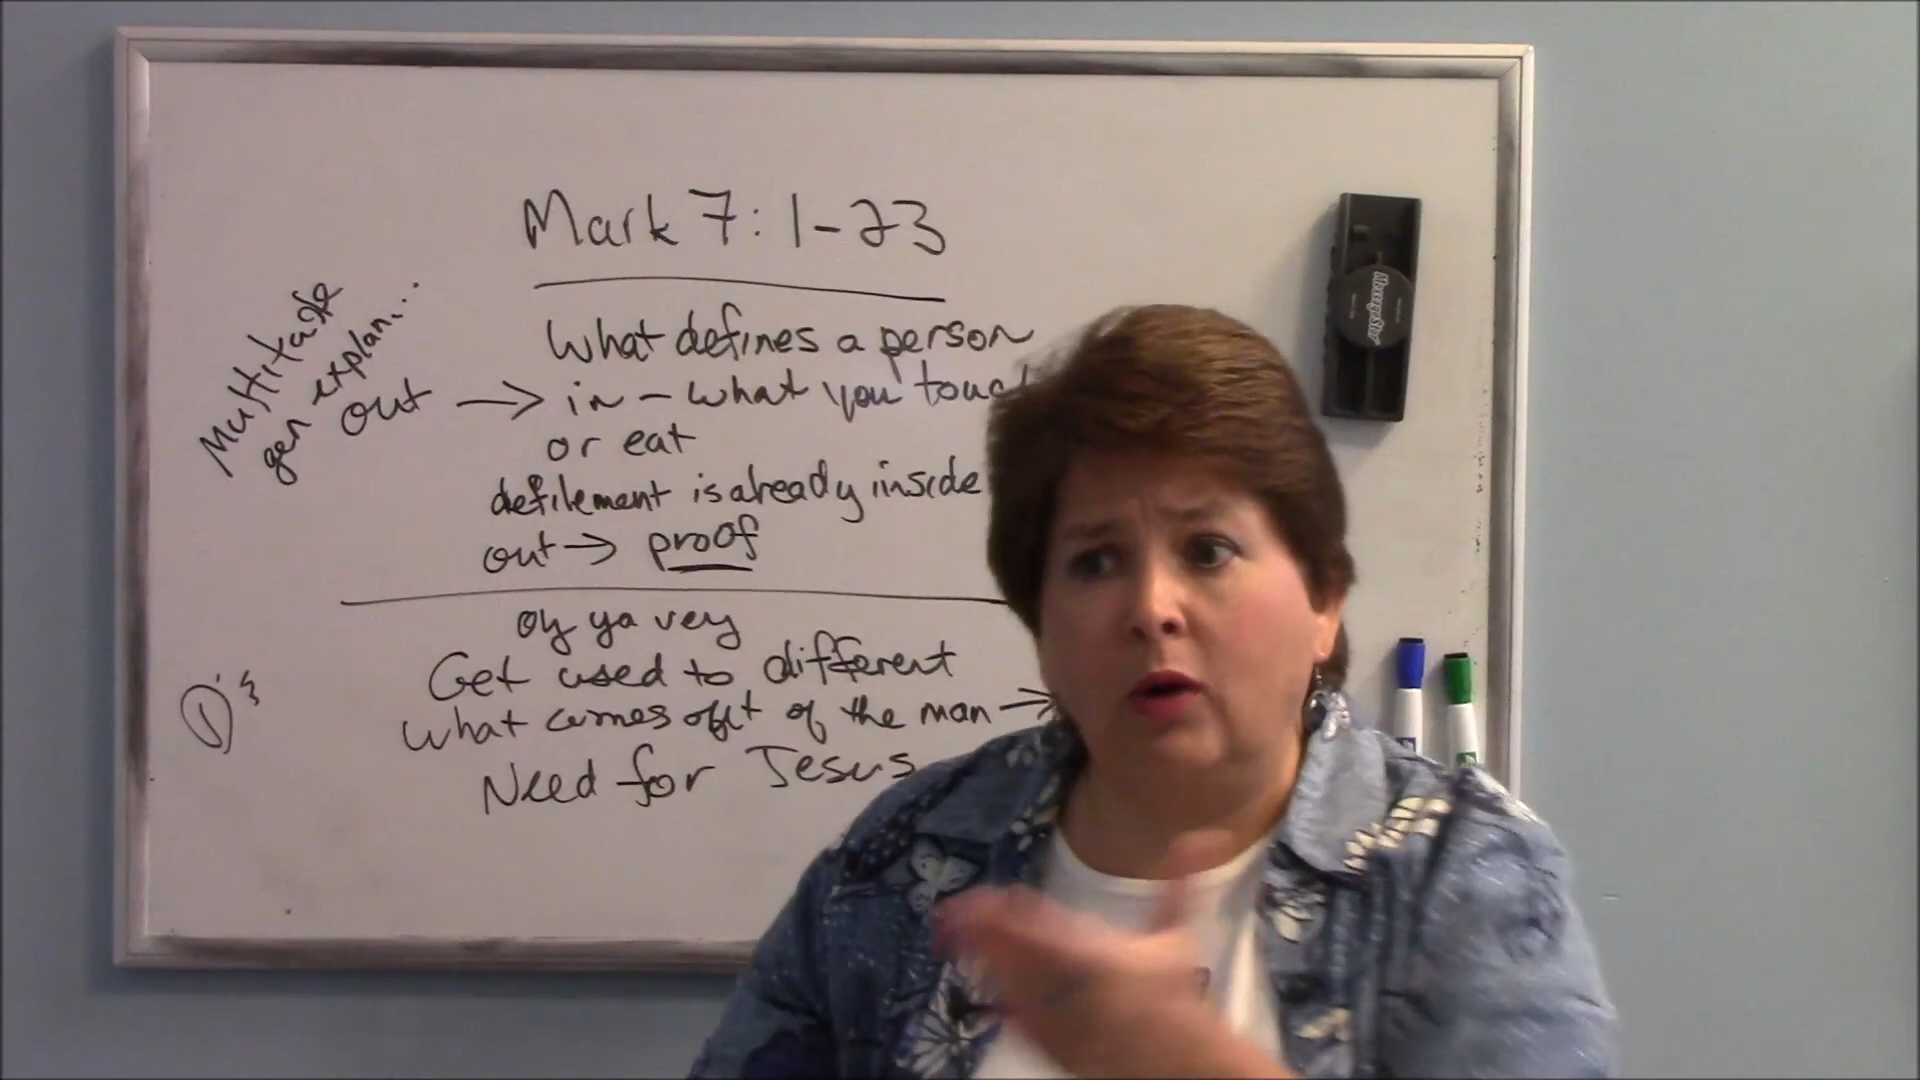 Mark 7:1-23
Multitude
gen explan...
What defines a person
out → in - what you touc
or eat
defilement is already inside
out → proof
Oy ya vey
Get used to different
D's
what comes out of the man →
Need for Jesus